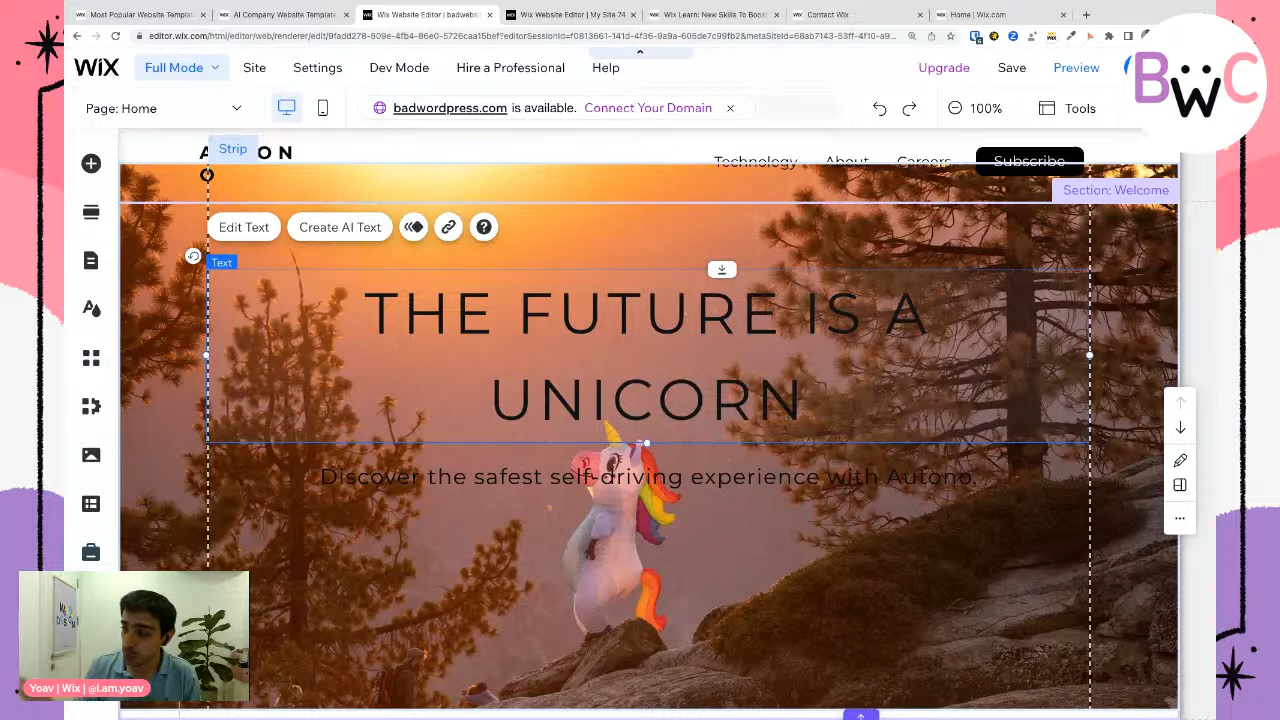 Most Popular Website Templat
AI Company Website Template
Wix Website Editor | badwebsi
Wix Website Editor | My Site 74
Wix Learn: New Skills To Boos
Contact Wix
Home | Wix.com
WiX
Full Mode
Site
Settings
Dev Mode
Hire a Professional
Help
Upgrade
Save
Preview
BWC
Page: Home
badwordpress.com is available.
Connect Your Domain
100%
Tools
Strip
Technology
About
Careers
Subscribe
Section: Welcome
Edit Text
Create AI Text
Text
THE FUTURE IS A
UNICORN
Discover the safest self-driving experience with Autono.
Yoav | Wix | @i.am.yoav